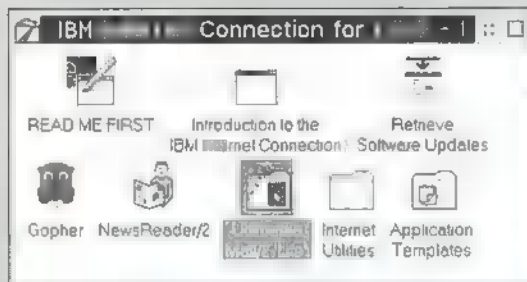 IBM Connection for
READ ME FIRST
Introduction to the
IBM Connection
Retrieve
Software Updates
Gopher
NewsReader/2
Internet
Utilities
Application
Templates